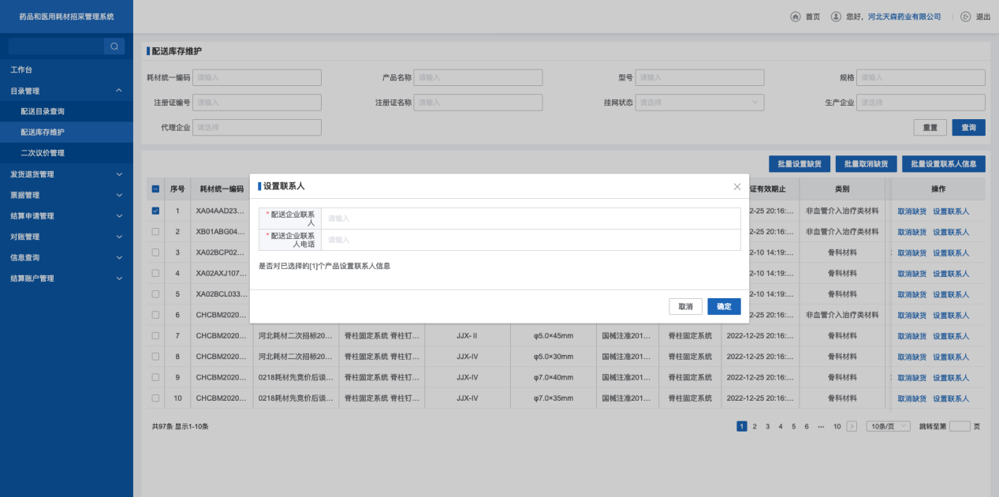 药品和医用耗材招采管理系统
首页 您好, 河北天森药业有限公司 退出
工作台
目录管理
配送目录查询
配送库存维护
二次议价管理
发货退货管理
票据管理
结算申请管理
对账管理
信息查询
结算账户管理
配送库存维护
耗材统一编码 请输入 产品名称 请输入 型号 请输入 规格 请输入
注册证编号 请输入 注册证名称 请输入 挂网状态 请选择 生产企业 请选择
代理企业 请选择 重置 查询
批量设置缺货 批量取消缺货 批量设置联系人信息
序号 耗材统一编码 证有效期止 类别 操作
1 XA04AAD23... 2-25 20:16:... 非血管介入治疗类材料 取消缺货 设置联系人
2 XB01ABG04... 2-25 20:16:... 非血管介入治疗类材料 取消缺货 设置联系人
3 XA02BCP02... 2-10 14:19:... 骨科材料 取消缺货 设置联系人
4 XA02AXJ107... 2-10 14:19:... 骨科材料 取消缺货 设置联系人
5 XA02BCL033... 2-10 14:19:... 骨科材料 取消缺货 设置联系人
6 CHCBM2020... 2-25 20:16:... 非血管介入治疗类材料 取消缺货 设置联系人
7 CHCBM2020... 河北耗材二次招标20... 脊柱固定系统 脊柱钉... JJX-Ⅱ φ5.0×45mm 国械注准201... 脊柱固定系统 2022-12-25 20:16:... 骨科材料 取消缺货 设置联系人
8 CHCBM2020... 河北耗材二次招标20... 脊柱固定系统 脊柱钉... JJX-IV φ5.0×30mm 国械注准201... 脊柱固定系统 2022-12-25 20:16:... 骨科材料 取消缺货 设置联系人
9 CHCBM2020... 0218耗材先竞价后谈... 脊柱固定系统 脊柱钉... JJX-IV φ7.0×40mm 国械注准201... 脊柱固定系统 2022-12-25 20:16:... 骨科材料 取消缺货 设置联系人
10 CHCBM2020... 0218耗材先竞价后谈... 脊柱固定系统 脊柱钉... JJX-IV φ7.0×35mm 国械注准201... 脊柱固定系统 2022-12-25 20:16:... 骨科材料 取消缺货 设置联系人
共97条 显示1-10条 1 2 3 4 5 6 ··· 10 > 10条/页 跳转至第 页
设置联系人
* 配送企业联系
人 请输入
* 配送企业联系
人电话 请输入
是否对已选择的[1]个产品设置联系人信息
取消 确定